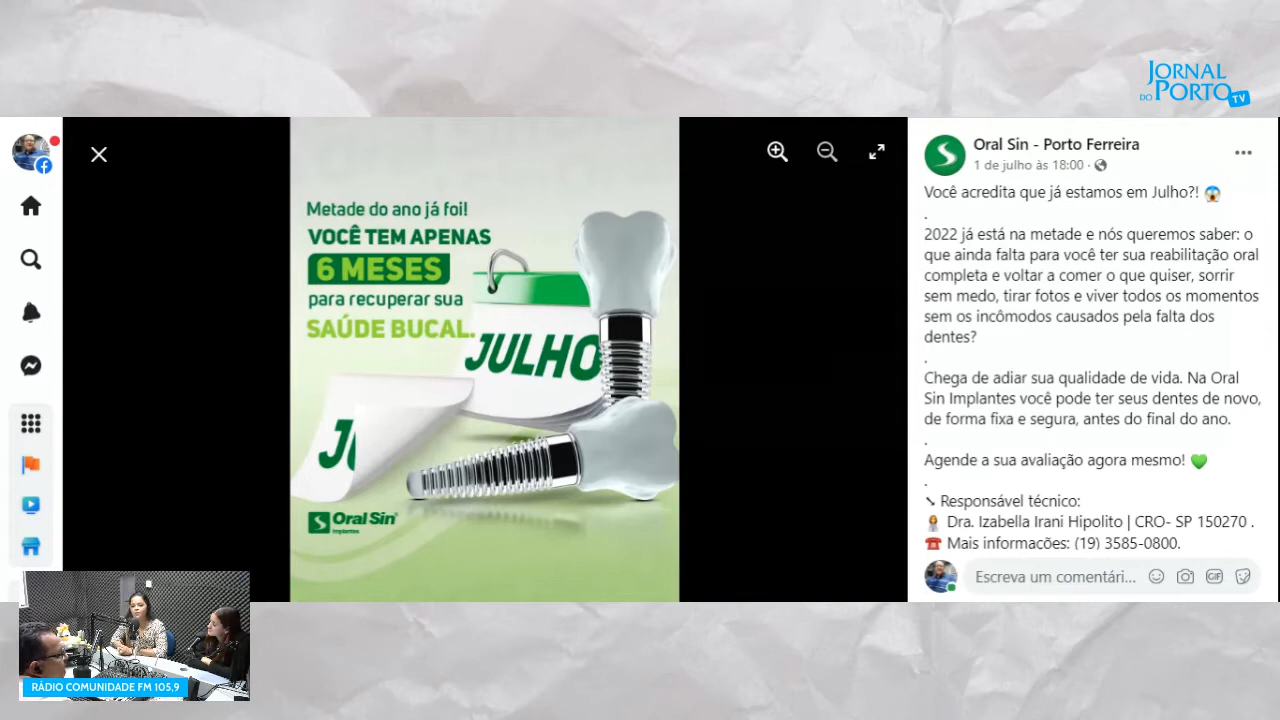 JORNAL
DO PORTO TV
Metade do ano já foi!
VOCÊ TEM APENAS
6 MESES
para recuperar sua
SAÚDE BUCAL.
JULHO
JU
Oral Sin®
Implantes
Oral Sin - Porto Ferreira
1 de julho às 18:00 ·
Você acredita que já estamos em Julho?! 😱
.
2022 já está na metade e nós queremos saber: o
que ainda falta para você ter sua reabilitação oral
completa e voltar a comer o que quiser, sorrir
sem medo, tirar fotos e viver todos os momentos
sem os incômodos causados pela falta dos
dentes?
.
Chega de adiar sua qualidade de vida. Na Oral
Sin Implantes você pode ter seus dentes de novo,
de forma fixa e segura, antes do final do ano.
.
Agende a sua avaliação agora mesmo! 💚
.
Responsável técnico:
Dra. Izabella Irani Hipolito | CRO- SP 150270 .
☎️ Mais informações: (19) 3585-0800.
Escreva um comentári...
GIF
RÁDIO COMUNIDADE FM 105,9